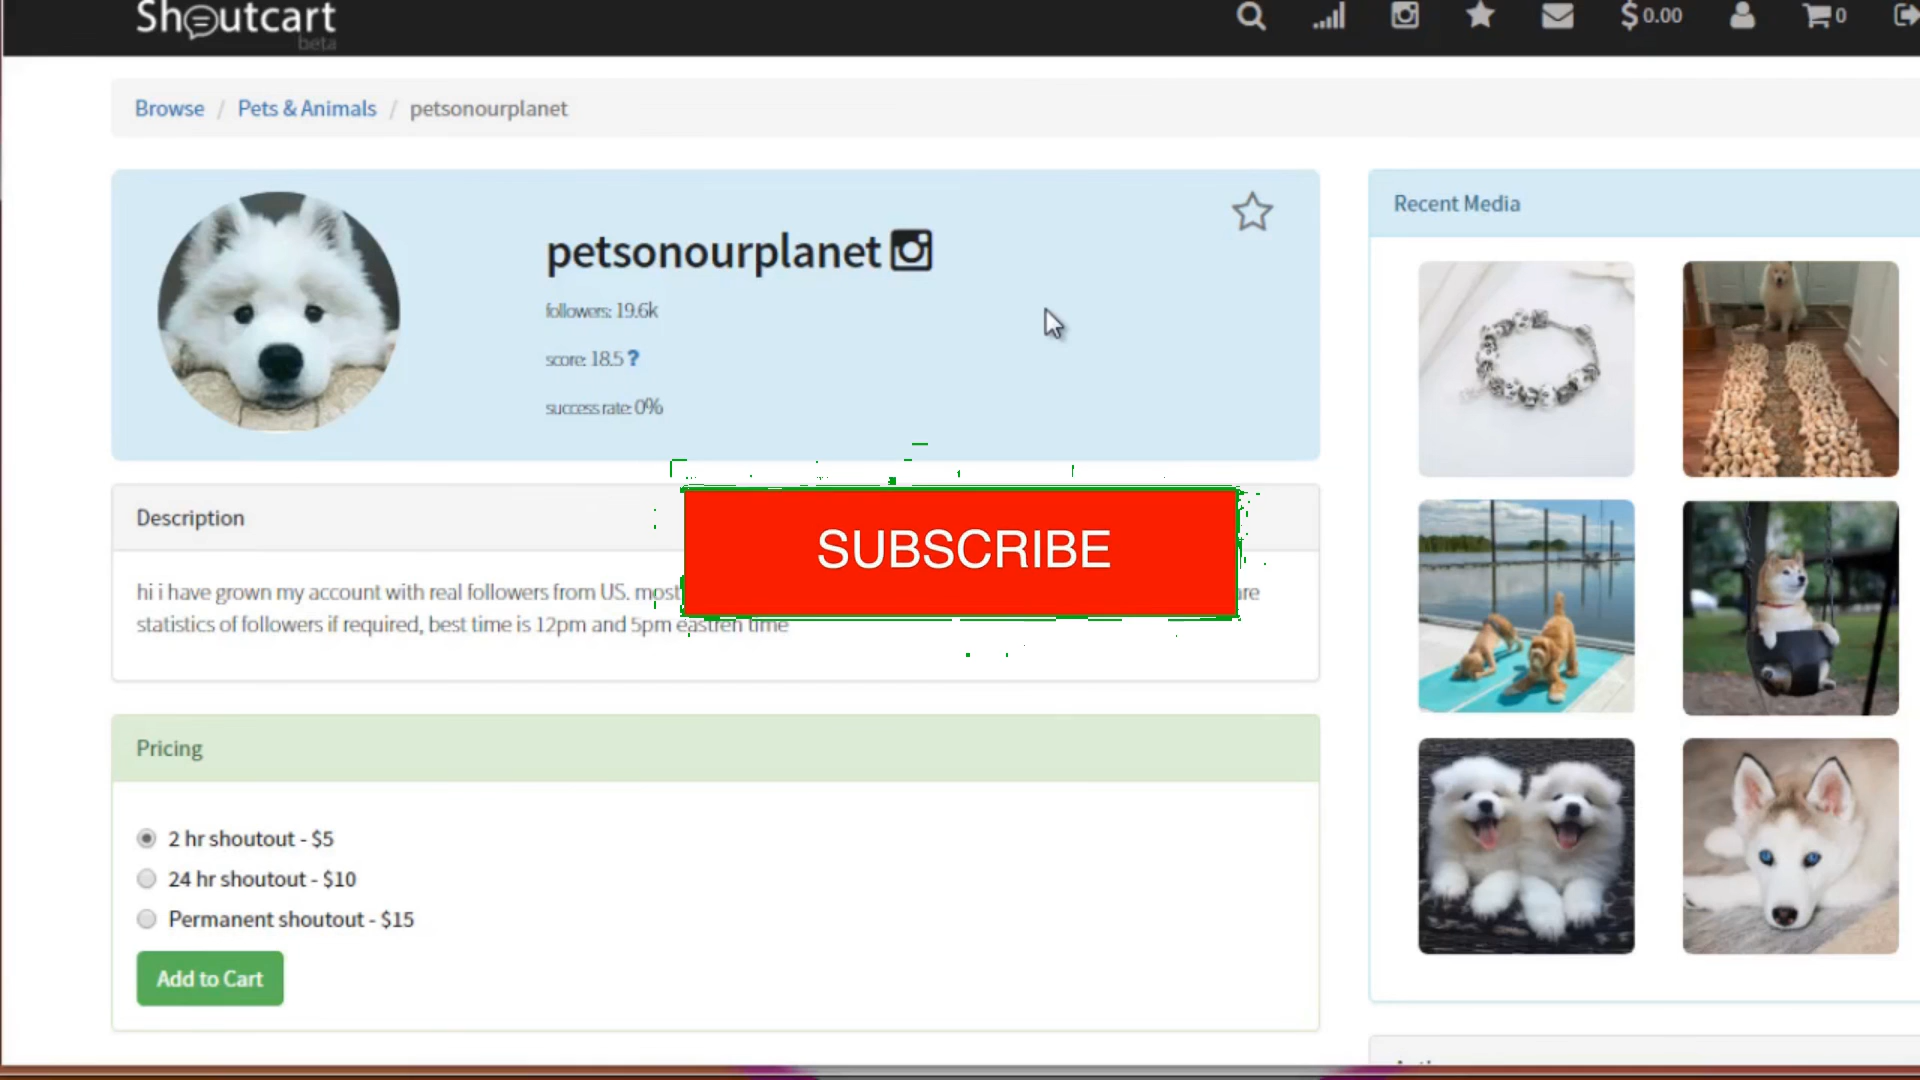 Shoutcart
beta
$0.00
0
Browse / Pets & Animals / petsonourplanet
petsonourplanet
followers: 19.6k
score: 18.5 ?
success rate: 0%
Recent Media
Description
SUBSCRIBE
hi i have grown my account with real followers from US. most are
statistics of followers if required, best time is 12pm and 5pm eastren time
Pricing
2 hr shoutout - $5
24 hr shoutout - $10
Permanent shoutout - $15
Add to Cart